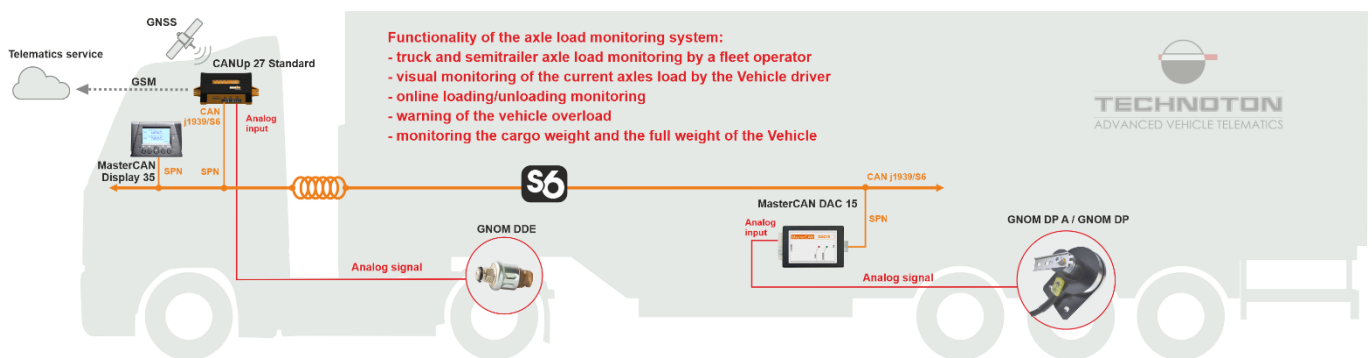 GNSS
Telematics service
CANUp 27 Standard
GSM
CAN
j1939/S6
Analog
input
MasterCAN
Display 35
SPN
SPN
Functionality of the axle load monitoring system:
- truck and semitrailer axle load monitoring by a fleet operator
- visual monitoring of the current axles load by the Vehicle driver
- online loading/unloading monitoring
- warning of the vehicle overload
- monitoring the cargo weight and the full weight of the Vehicle
TECHNOTON
ADVANCED VEHICLE TELEMATICS
S6
CAN j1939/S6
MasterCAN DAC 15
SPN
Analog
input
GNOM DDE
GNOM DP A / GNOM DP
Analog signal
Analog signal